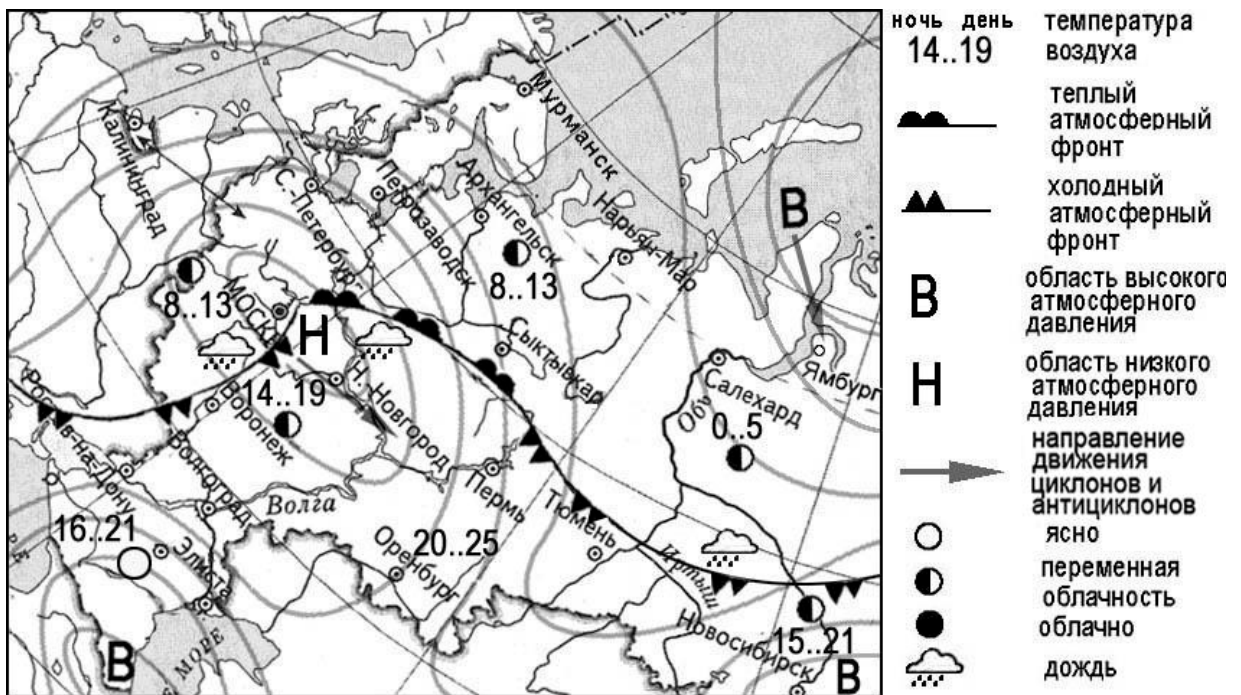 Калининград
С.-Петербург
Петрозаводск
Архангельск
Мурманск
Нарьян-Мар
В
8..13
МОСКВА
8..13
Н
Сыктывкар
Салехард
Ямбург
Обь
0..5
14..19
Воронеж
Н. Новгород
Ростов-на-Дону
Волгоград
Волга
Пермь
Тюмень
Иртыш
16..21
Элиста
Оренбург
20..25
Новосибирск
15..21
В
МОРЕ
В
ночь день температура
14..19 воздуха
теплый
атмосферный
фронт
холодный
атмосферный
фронт
В область высокого
атмосферного
давления
Н область низкого
атмосферного
давления
направление
движения
циклонов и
антициклонов
ясно
переменная
облачность
облачно
дождь